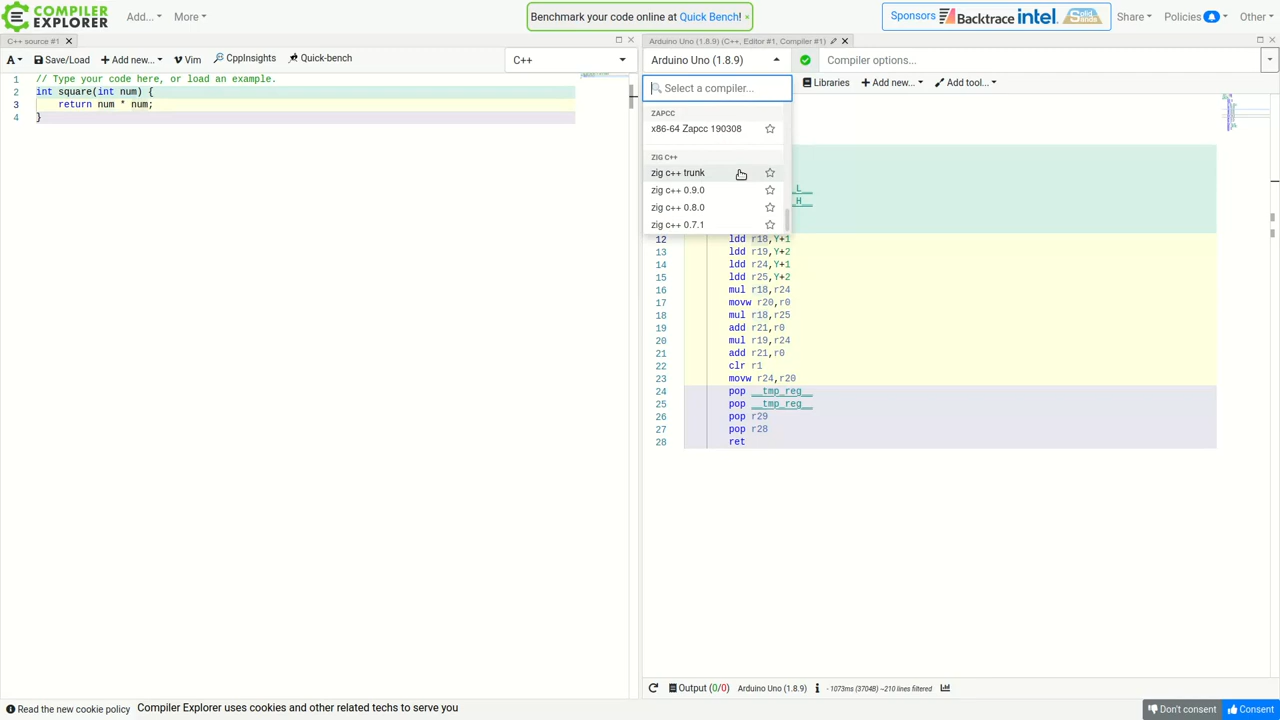 COMPILER
EXPLORER
Add...
More
Benchmark your code online at Quick Bench! ×
Sponsors
Backtrace
intel.
Solid Sands
Share
Policies
Other
C++ source #1
A
Save/Load
+ Add new...
Vim
CppInsights
Quick-bench
C++
1 // Type your code here, or load an example.
2 int square(int num) {
3 return num * num;
4 }
Arduino Uno (1.8.9) (C++, Editor #1, Compiler #1)
Arduino Uno (1.8.9)
Compiler options...
Select a compiler...
Libraries
+ Add new...
Add tool...
ZAPCC
x86-64 Zapcc 190308
ZIG C++
zig c++ trunk
zig c++ 0.9.0
zig c++ 0.8.0
zig c++ 0.7.1
_L__
_H__
12 ldd r18,Y+1
13 ldd r19,Y+2
14 ldd r24,Y+1
15 ldd r25,Y+2
16 mul r18,r24
17 movw r20,r0
18 mul r18,r25
19 add r21,r0
20 mul r19,r24
21 add r21,r0
22 clr r1
23 movw r24,r20
24 pop __tmp_reg__
25 pop __tmp_reg__
26 pop r29
27 pop r28
28 ret
Output (0/0)
Arduino Uno (1.8.9)
- 1073ms (3704B) ~210 lines filtered
Read the new cookie policy
Compiler Explorer uses cookies and other related techs to serve you
Don't consent
Consent